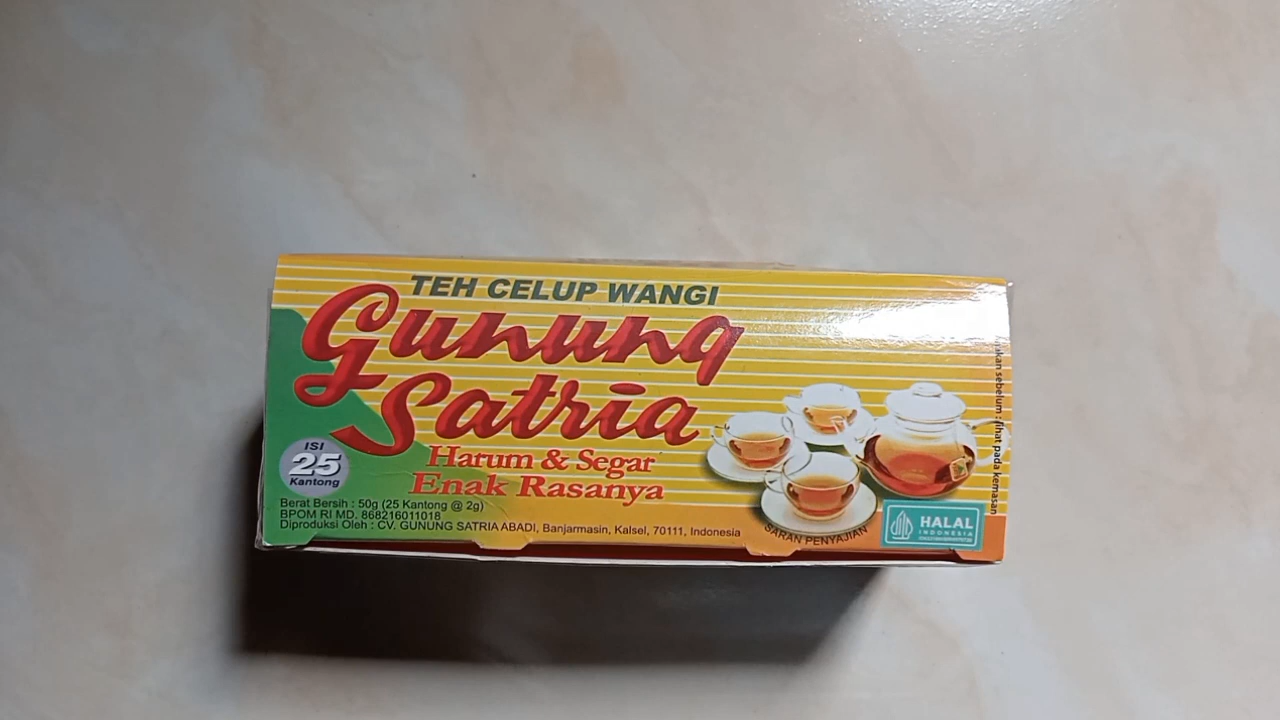 TEH CELUP WANGI
Gunung
Satria
Harum & Segar
Enak Rasanya
ISI
25
Kantong
Berat Bersih : 50g (25 Kantong @ 2g)
BPOM RI MD. 868216011018
Diproduksi Oleh : CV. GUNUNG SATRIA ABADI, Banjarmasin, Kalsel, 70111, Indonesia
SARAN PENYAJIAN
HALAL
INDONESIA
sebelum : lihat pada kemasan